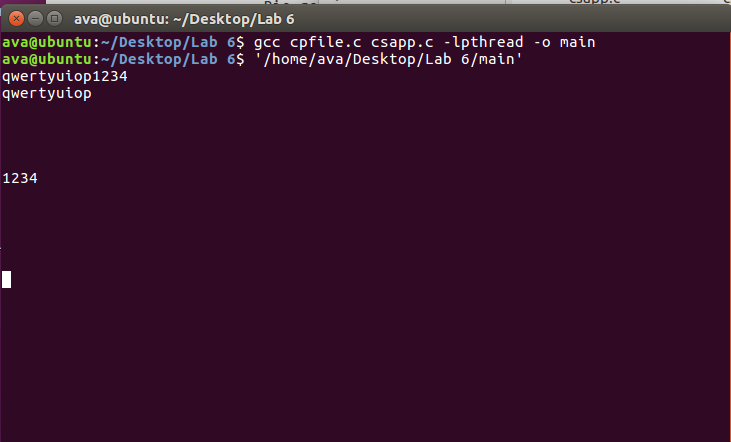 csapp.c
ava@ubuntu: ~/Desktop/Lab 6
ava@ubuntu:~/Desktop/Lab 6$ gcc cpfile.c csapp.c -lpthread -o main
ava@ubuntu:~/Desktop/Lab 6$ '/home/ava/Desktop/Lab 6/main'
qwertyuiop1234
qwertyuiop
1234